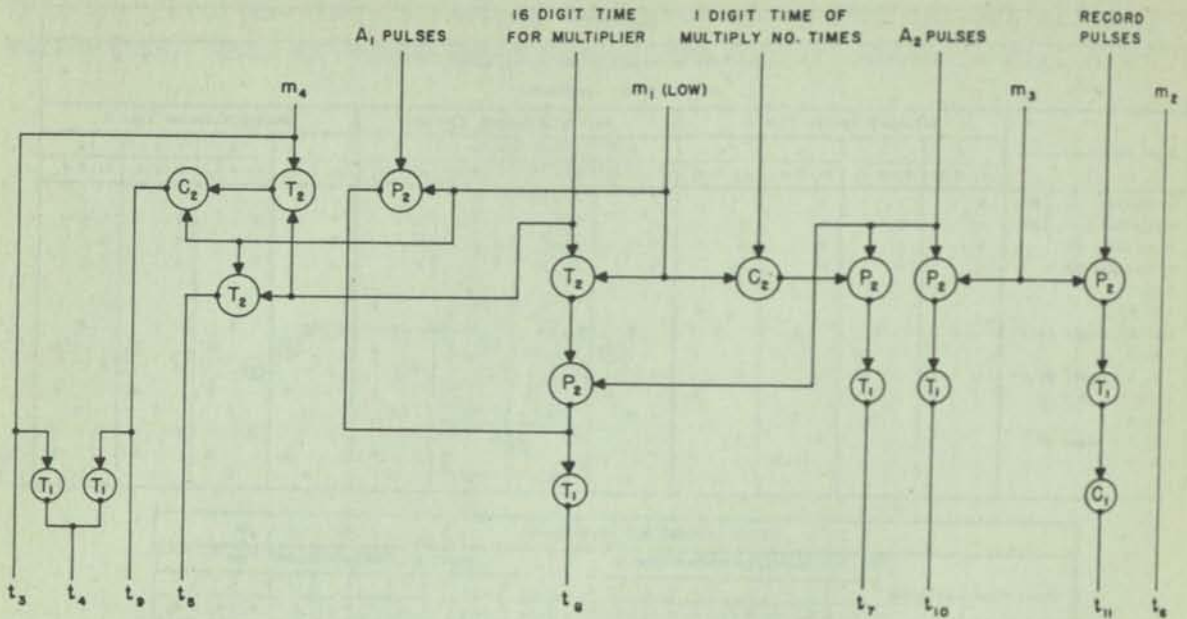 16 DIGIT TIME
FOR MULTIPLIER
1 DIGIT TIME OF
MULTIPLY NO. TIMES
RECORD
PULSES
A₁ PULSES
A₂ PULSES
m₄
m₁ (LOW)
m₃
m₂
C₂
T₂
P₂
T₂
T₂
C₂
P₂
P₂
P₂
P₂
T₁
T₁
T₁
T₁
T₁
T₁
C₁
t₃
t₄
t₉
t₅
t₈
t₇
t₁₀
t₁₁
t₆